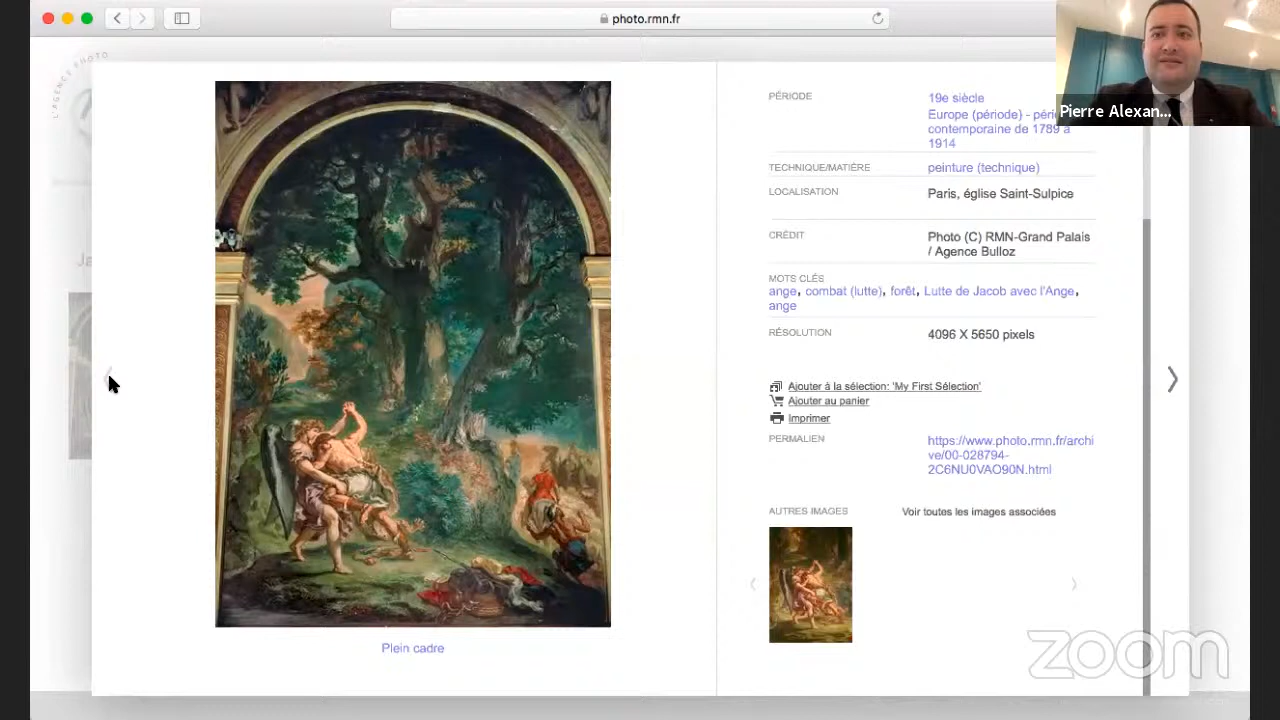 photo.rmn.fr
L'AGENCE PHOTO
Pierre Alexan...
PÉRIODE
19e siècle
Europe (période) - péri
contemporaine de 1789 à
1914
TECHNIQUE/MATIÈRE
peinture (technique)
LOCALISATION
Paris, église Saint-Sulpice
CRÉDIT
Photo (C) RMN-Grand Palais
/ Agence Bulloz
MOTS CLÉS
ange, combat (lutte), forêt, Lutte de Jacob avec l'Ange,
ange
RÉSOLUTION
4096 X 5650 pixels
Ajouter à la sélection: 'My First Sélection'
Ajouter au panier
Imprimer
PERMALIEN
https://www.photo.rmn.fr/archi
ve/00-028794-
2C6NU0VAO90N.html
AUTRES IMAGES
Voir toutes les images associées
Plein cadre
zoom